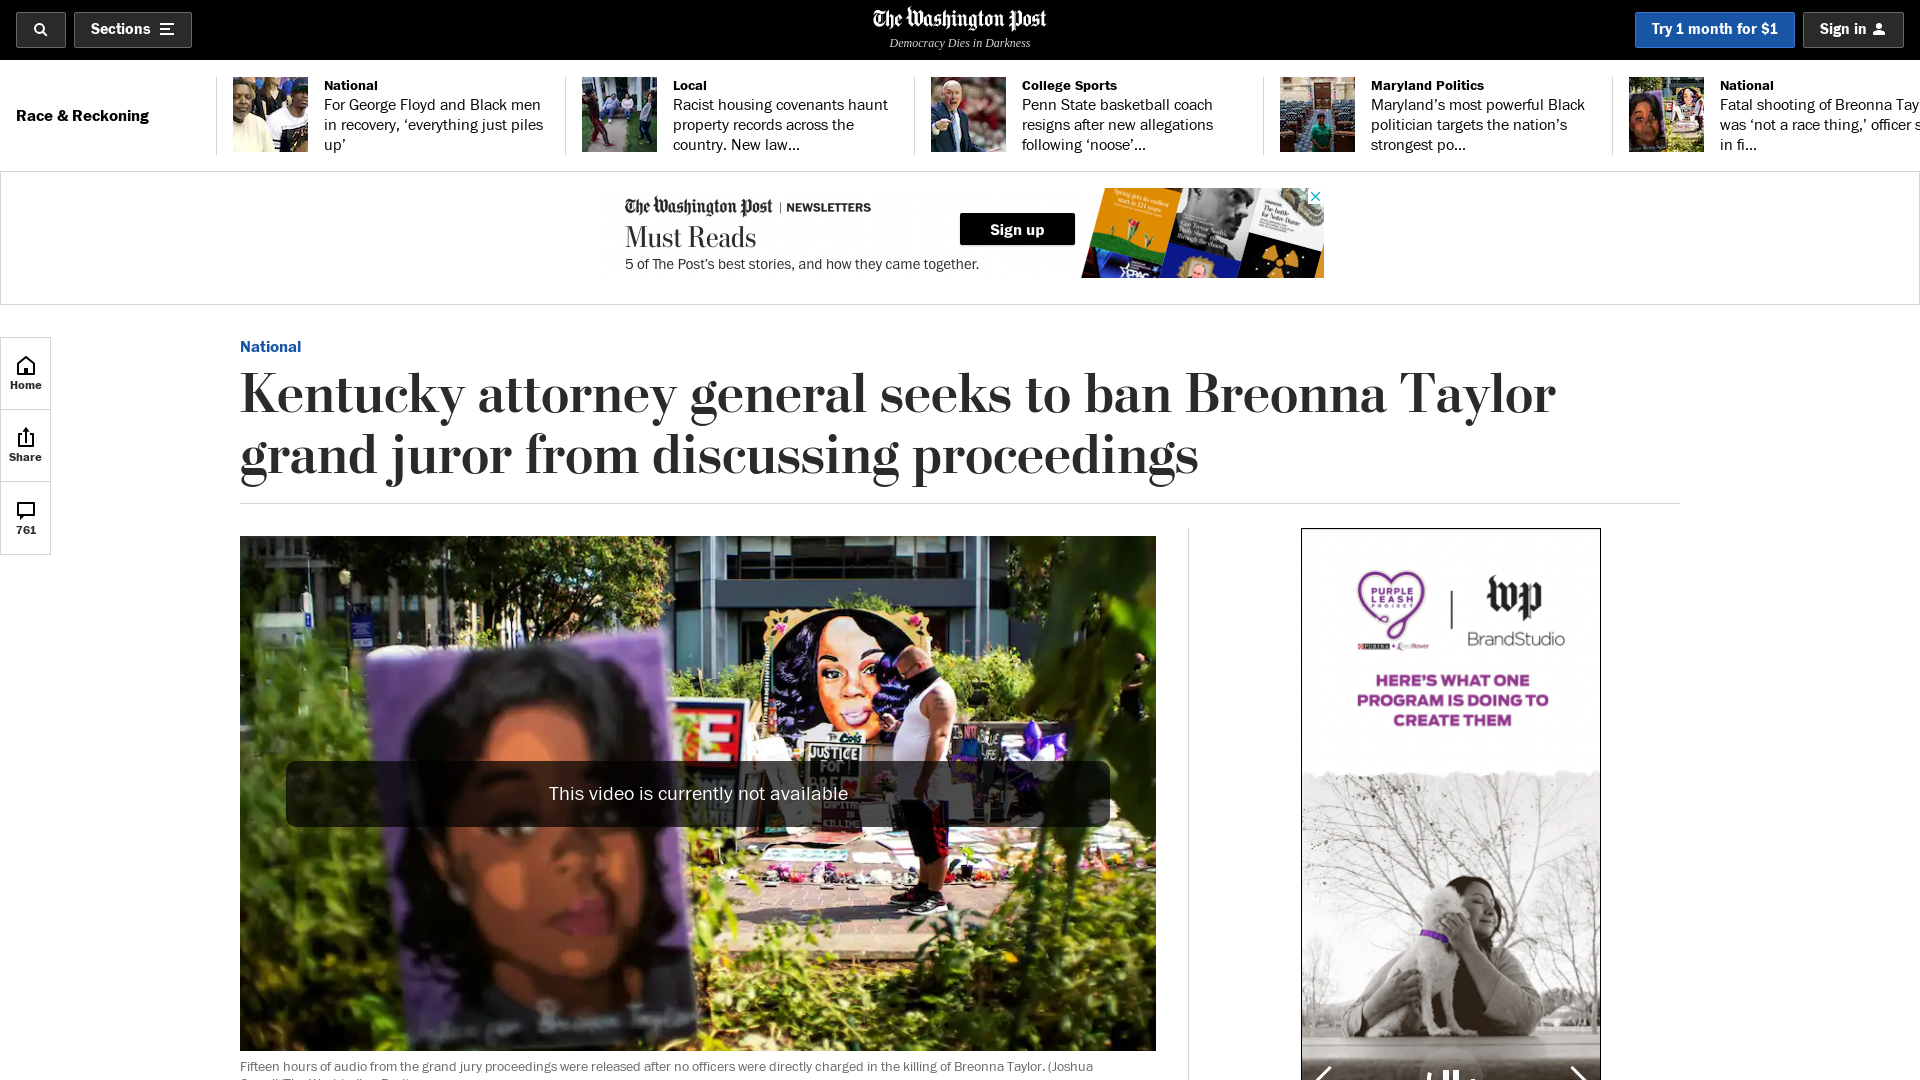 Sections
The Washington Post
Democracy Dies in Darkness
Try 1 month for $1
Sign in
Race & Reckoning
National
For George Floyd and Black men
in recovery, ‘everything just piles
up’
Local
Racist housing covenants haunt
property records across the
country. New law...
College Sports
Penn State basketball coach
resigns after new allegations
following ‘noose’...
Maryland Politics
Maryland’s most powerful Black
politician targets the nation’s
strongest po...
National
Fatal shooting of Breonna Tay
was ‘not a race thing,’ officer s
in fi...
The Washington Post | NEWSLETTERS
Must Reads
5 of The Post’s best stories, and how they came together.
Sign up
Home
Share
761
National
Kentucky attorney general seeks to ban Breonna Taylor
grand juror from discussing proceedings
JUSTICE
FOR
This video is currently not available
Fifteen hours of audio from the grand jury proceedings were released after no officers were directly charged in the killing of Breonna Taylor. (Joshua
PURPLE
LEASH
PROJECT
PURINA
wp
BrandStudio
HERE’S WHAT ONE
PROGRAM IS DOING TO
CREATE THEM